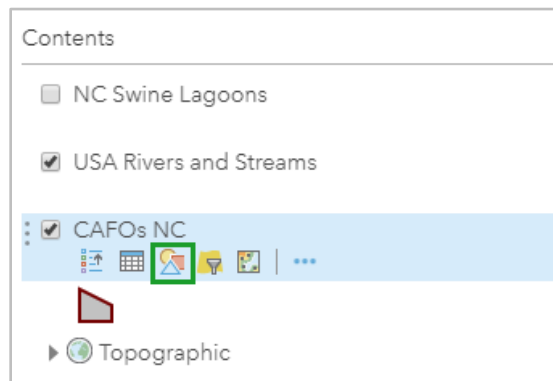 Contents
NC Swine Lagoons
USA Rivers and Streams
CAFOs NC
Topographic